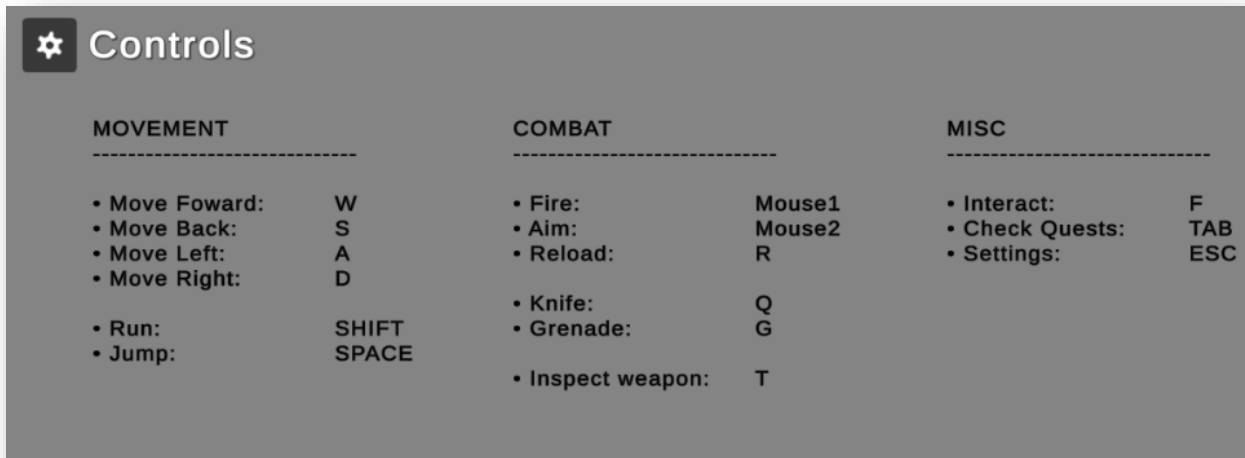 Controls
MOVEMENT
------------------------------
• Move Foward: W
• Move Back: S
• Move Left: A
• Move Right: D
• Run: SHIFT
• Jump: SPACE
COMBAT
------------------------------
• Fire: Mouse1
• Aim: Mouse2
• Reload: R
• Knife: Q
• Grenade: G
• Inspect weapon: T
MISC
------------------------------
• Interact: F
• Check Quests: TAB
• Settings: ESC